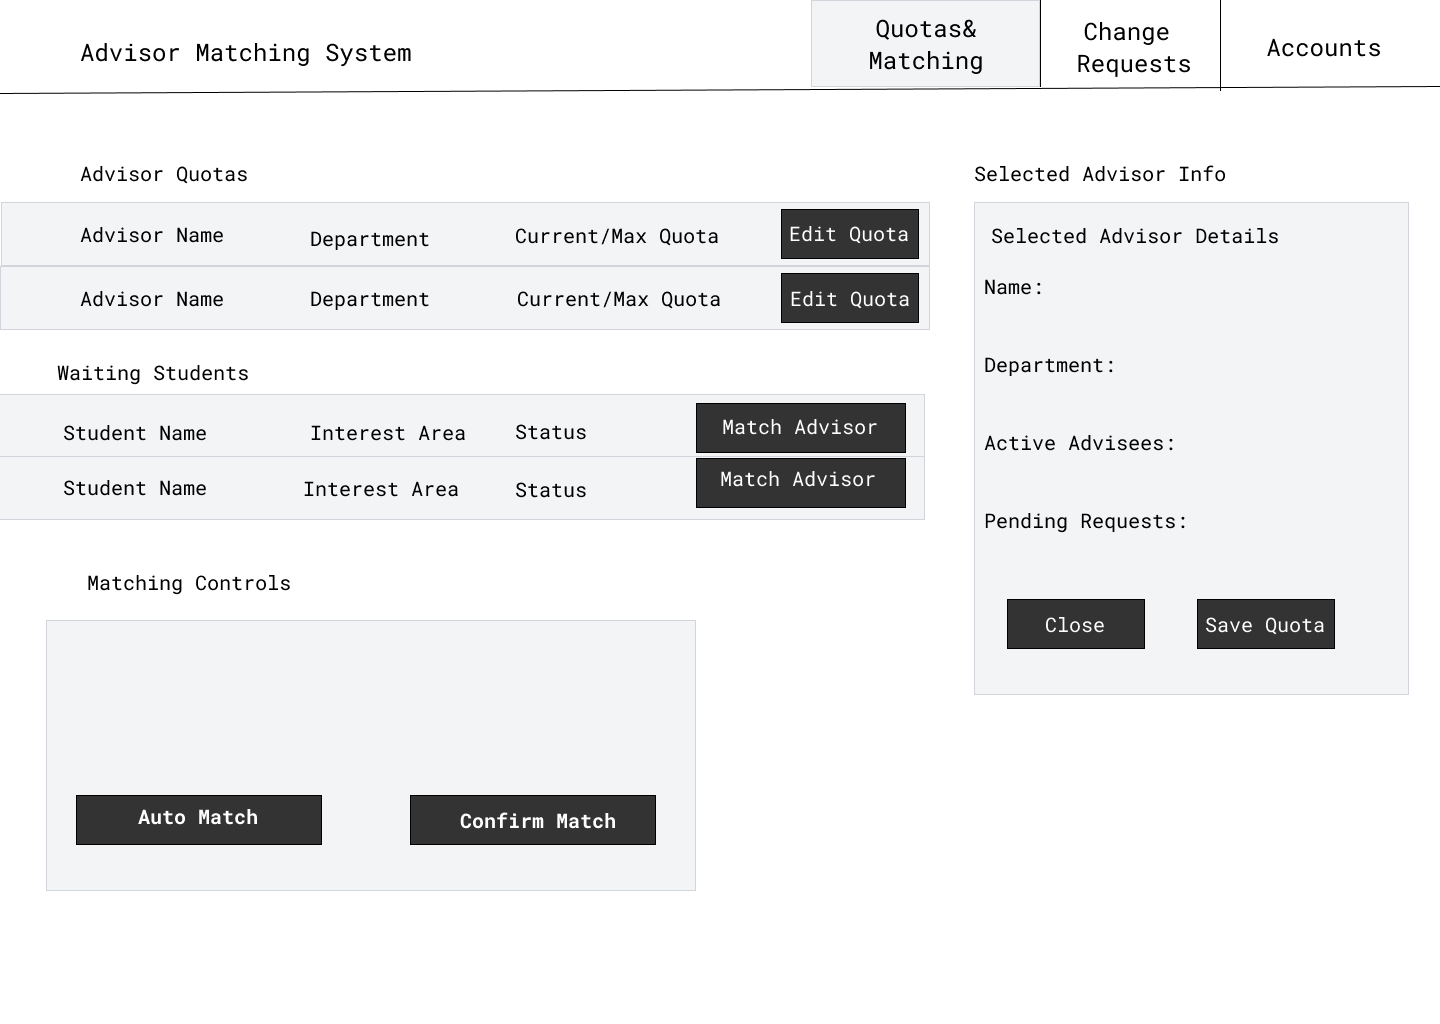 Advisor Matching System
Quotas&
Matching
Change
Requests
Accounts
Advisor Quotas
Advisor Name Department Current/Max Quota Edit Quota
Advisor Name Department Current/Max Quota Edit Quota
Waiting Students
Student Name Interest Area Status Match Advisor
Student Name Interest Area Status Match Advisor
Matching Controls
Auto Match Confirm Match
Selected Advisor Info
Selected Advisor Details
Name:
Department:
Active Advisees:
Pending Requests:
Close Save Quota